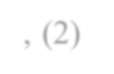 , (2)